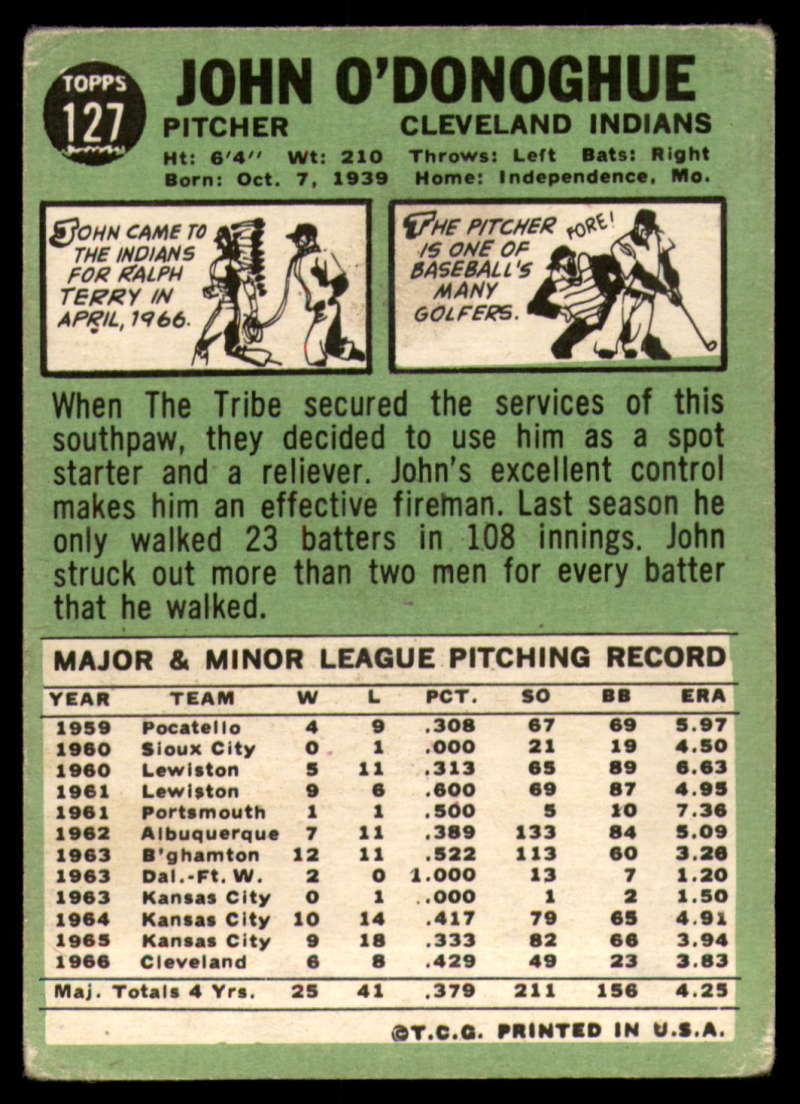 TOPPS
127
JOHN O'DONOGHUE
PITCHER CLEVELAND INDIANS
Ht: 6'4" Wt: 210 Throws: Left Bats: Right
Born: Oct. 7, 1939 Home: Independence, Mo.
JOHN CAME TO
THE INDIANS
FOR RALPH
TERRY IN
APRIL, 1966.
THE PITCHER
IS ONE OF
BASEBALL'S
MANY
GOLFERS.
FORE!
When The Tribe secured the services of this
southpaw, they decided to use him as a spot
starter and a reliever. John's excellent control
makes him an effective fireman. Last season he
only walked 23 batters in 108 innings. John
struck out more than two men for every batter
that he walked.
MAJOR & MINOR LEAGUE PITCHING RECORD
YEAR TEAM W L PCT. SO BB ERA
1959 Pocatello 4 9 .308 67 69 5.97
1960 Sioux City 0 1 .000 21 19 4.50
1960 Lewiston 5 11 .313 65 89 6.63
1961 Lewiston 9 6 .600 69 87 4.95
1961 Portsmouth 1 1 .500 5 10 7.36
1962 Albuquerque 7 11 .389 133 84 5.09
1963 B'ghamton 12 11 .522 113 60 3.26
1963 Dal.-Ft. W. 2 0 1.000 13 7 1.20
1963 Kansas City 0 1 .000 1 2 1.50
1964 Kansas City 10 14 .417 79 65 4.91
1965 Kansas City 9 18 .333 82 66 3.94
1966 Cleveland 6 8 .429 49 23 3.83
Maj. Totals 4 Yrs. 25 41 .379 211 156 4.25
©T.C.G. PRINTED IN U.S.A.